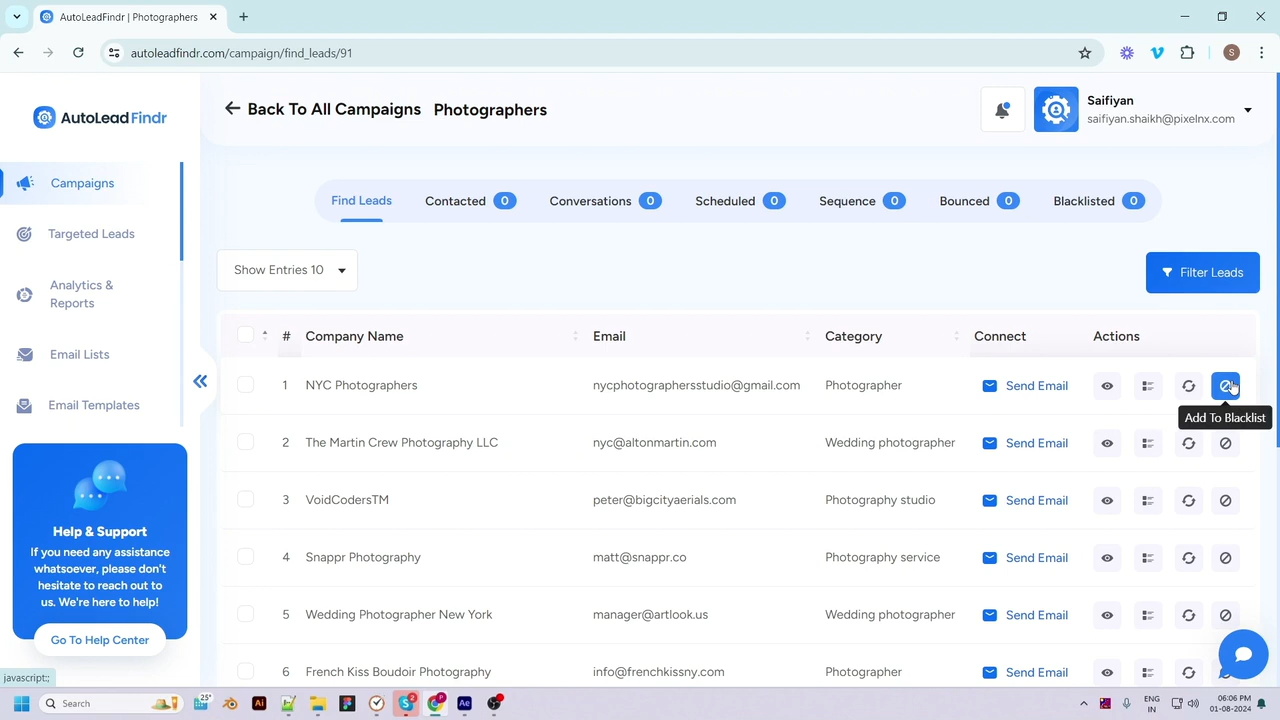 AutoLeadFindr | Photographers
autoleadfindr.com/campaign/find_leads/91
S
AutoLeadFindr
Back To All Campaigns Photographers
Saifiyan
saifiyan.shaikh@pixelnx.com
Campaigns
Targeted Leads
Analytics &
Reports
Email Lists
Email Templates
Help & Support
If you need any assistance
whatsoever, please don't
hesitate to reach out to
us. We're here to help!
Go To Help Center
Find Leads Contacted 0 Conversations 0 Scheduled 0 Sequence 0 Bounced 0 Blacklisted 0
Show Entries 10
Filter Leads
# Company Name Email Category Connect Actions
1 NYC Photographers nycphotographersstudio@gmail.com Photographer Send Email
Add To Blacklist
2 The Martin Crew Photography LLC nyc@altonmartin.com Wedding photographer Send Email
3 VoidCodersTM peter@bigcityaerials.com Photography studio Send Email
4 Snappr Photography matt@snappr.co Photography service Send Email
5 Wedding Photographer New York manager@artlook.us Wedding photographer Send Email
6 French Kiss Boudoir Photography info@frenchkissny.com Photographer Send Email
javascript:;
Search
25°
Ai
2
P
Ae
ENG
IN
06:06 PM
01-08-2024